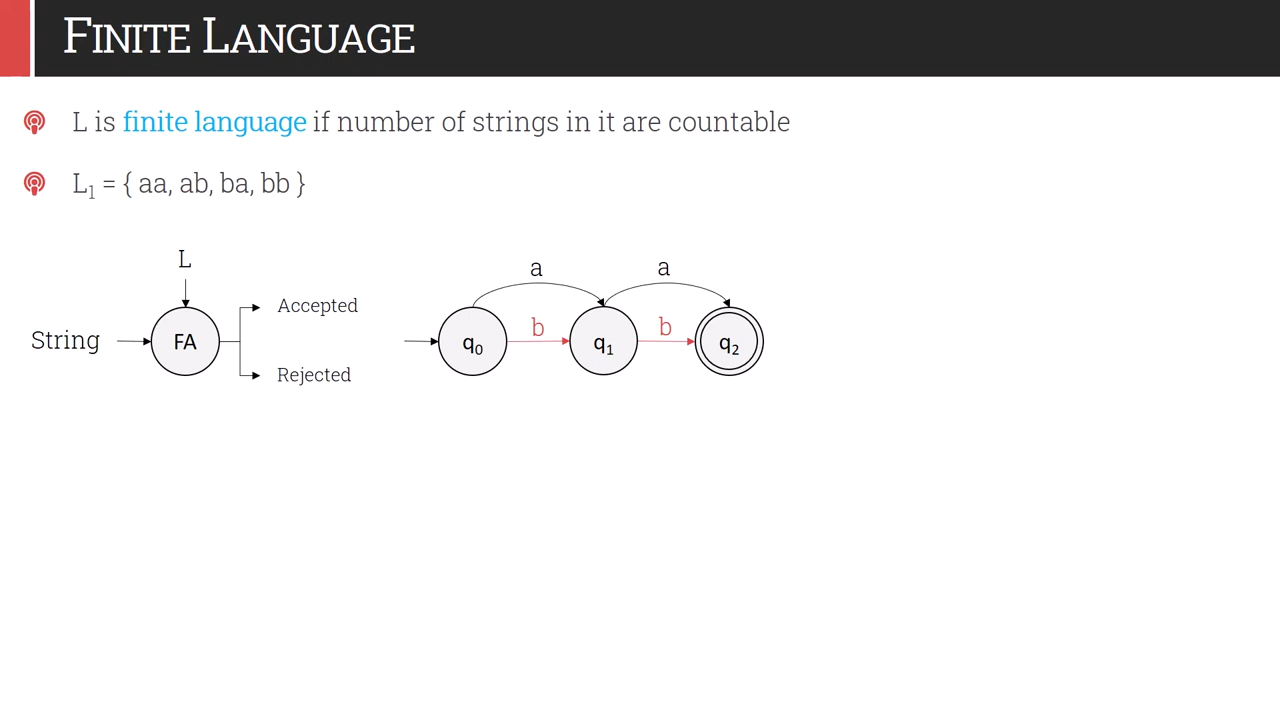 FINITE LANGUAGE
L is finite language if number of strings in it are countable
L₁ = { aa, ab, ba, bb }
L
a
a
Accepted
String
FA
q₀
b
q₁
b
q₂
Rejected